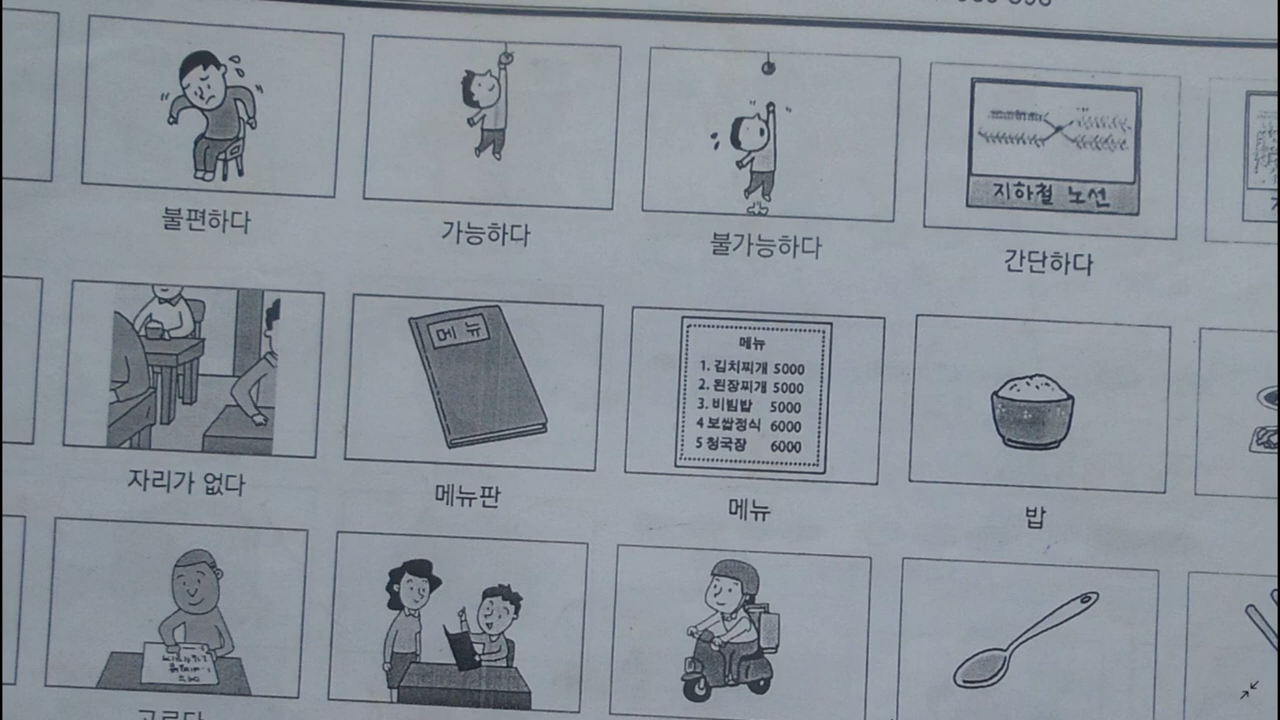 불편하다
가능하다
불가능하다
지하철 노선
간단하다
메뉴
메뉴
1. 김치찌개 5000
2. 된장찌개 5000
3. 비빔밥 5000
4 보쌈정식 6000
5 청국장 6000
자리가 없다
메뉴판
메뉴
밥
고르다